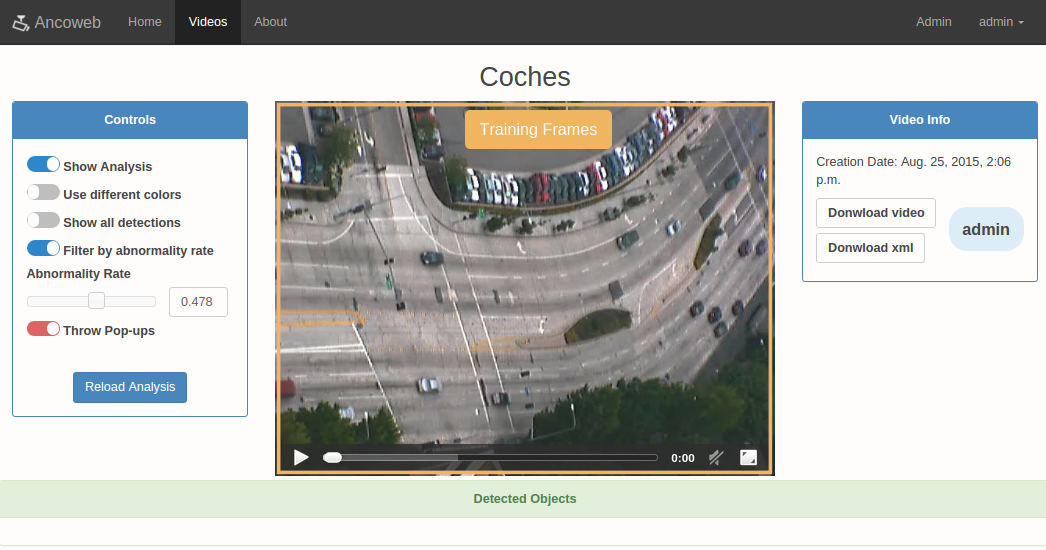 Ancoweb Home Videos About Admin admin
Coches
Controls
Show Analysis
Use different colors
Show all detections
Filter by abnormality rate
Abnormality Rate
0.478
Throw Pop-ups
Reload Analysis
Training Frames
0:00
Video Info
Creation Date: Aug. 25, 2015, 2:06
p.m.
Donwload video
Donwload xml
admin
Detected Objects